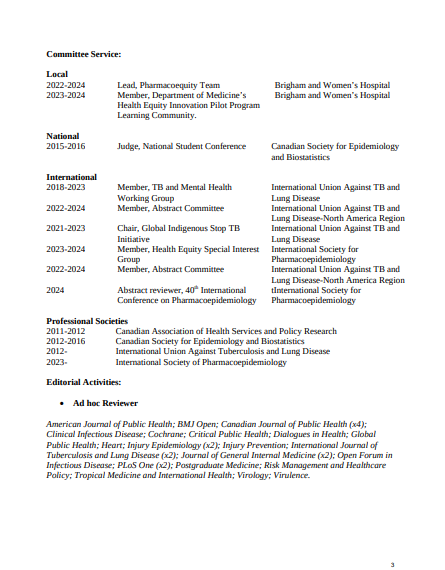 Committee Service:
Local
2022-2024 Lead, Pharmacoequity Team Brigham and Women's Hospital
2023-2024 Member, Department of Medicine's Brigham and Women's Hospital
Health Equity Innovation Pilot Program
Learning Community.
National
2015-2016 Judge, National Student Conference Canadian Society for Epidemiology
and Biostatistics
International
2018-2023 Member, TB and Mental Health International Union Against TB and
Working Group Lung Disease
2022-2024 Member, Abstract Committee International Union Against TB and
Lung Disease-North America Region
2021-2023 Chair, Global Indigenous Stop TB International Union Against TB and
Initiative Lung Disease
2023-2024 Member, Health Equity Special Interest International Society for
Group Pharmacoepidemiology
2022-2024 Member, Abstract Committee International Union Against TB and
Lung Disease-North America Region
2024 Abstract reviewer, 40th International tInternational Society for
Conference on Pharmacoepidemiology Pharmacoepidemiology
Professional Societies
2011-2012 Canadian Association of Health Services and Policy Research
2012-2016 Canadian Society for Epidemiology and Biostatistics
2012- International Union Against Tuberculosis and Lung Disease
2023- International Society of Pharmacoepidemiology
Editorial Activities:
• Ad hoc Reviewer
American Journal of Public Health; BMJ Open; Canadian Journal of Public Health (x4);
Clinical Infectious Disease; Cochrane; Critical Public Health; Dialogues in Health; Global
Public Health; Heart; Injury Epidemiology (x2); Injury Prevention; International Journal of
Tuberculosis and Lung Disease (x2); Journal of General Internal Medicine (x2); Open Forum in
Infectious Disease; PLoS One (x2); Postgraduate Medicine; Risk Management and Healthcare
Policy; Tropical Medicine and International Health; Virology; Virulence.
3